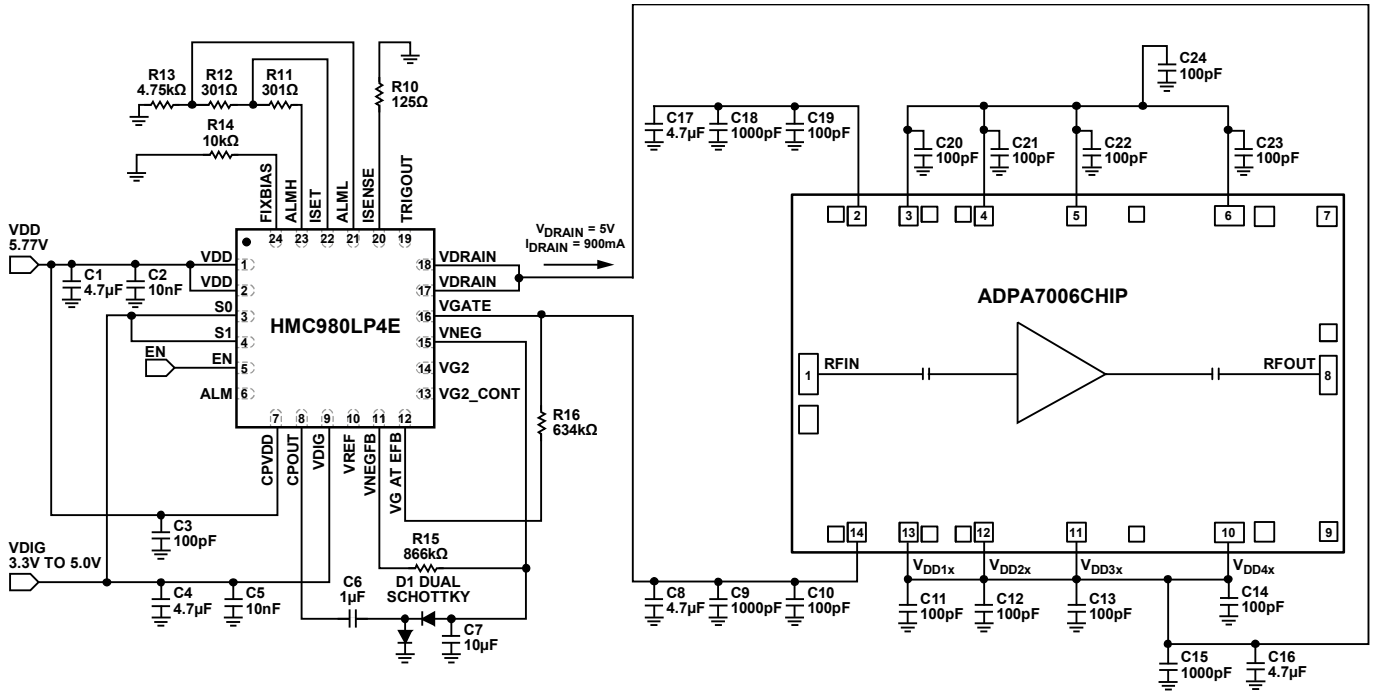 R13
4.75kΩ
R12
301Ω
R11
301Ω
R14
10kΩ
R10
125Ω
FIXBIAS
ALMH
ISET
ALML
ISENSE
TRIGOUT
24
23
22
21
20
19
VDD
5.77V
C1
4.7µF
C2
10nF
VDD
1
VDD
2
S0
3
S1
4
EN
EN
5
ALM
6
HMC980LP4E
18
VDRAIN
17
VDRAIN
16
VGATE
15
VNEG
14
VG2
13
VG2_CONT
VDRAIN = 5V
IDRAIN = 900mA
7
8
9
10
11
12
CPVDD
CPOUT
VDIG
VREF
VNEGFB
VG AT EFB
R16
634kΩ
C3
100pF
VDIG
3.3V TO 5.0V
C4
4.7µF
C5
10nF
R15
866kΩ
C6
1µF
D1 DUAL
SCHOTTKY
C7
10µF
C17
4.7µF
C18
1000pF
C19
100pF
C20
100pF
C21
100pF
C22
100pF
C23
100pF
C24
100pF
2
3
4
5
6
7
ADPA7006CHIP
1
RFIN
RFOUT
8
14
13
12
11
10
9
VDD1x
VDD2x
VDD3x
VDD4x
C8
4.7µF
C9
1000pF
C10
100pF
C11
100pF
C12
100pF
C13
100pF
C14
100pF
C15
1000pF
C16
4.7µF